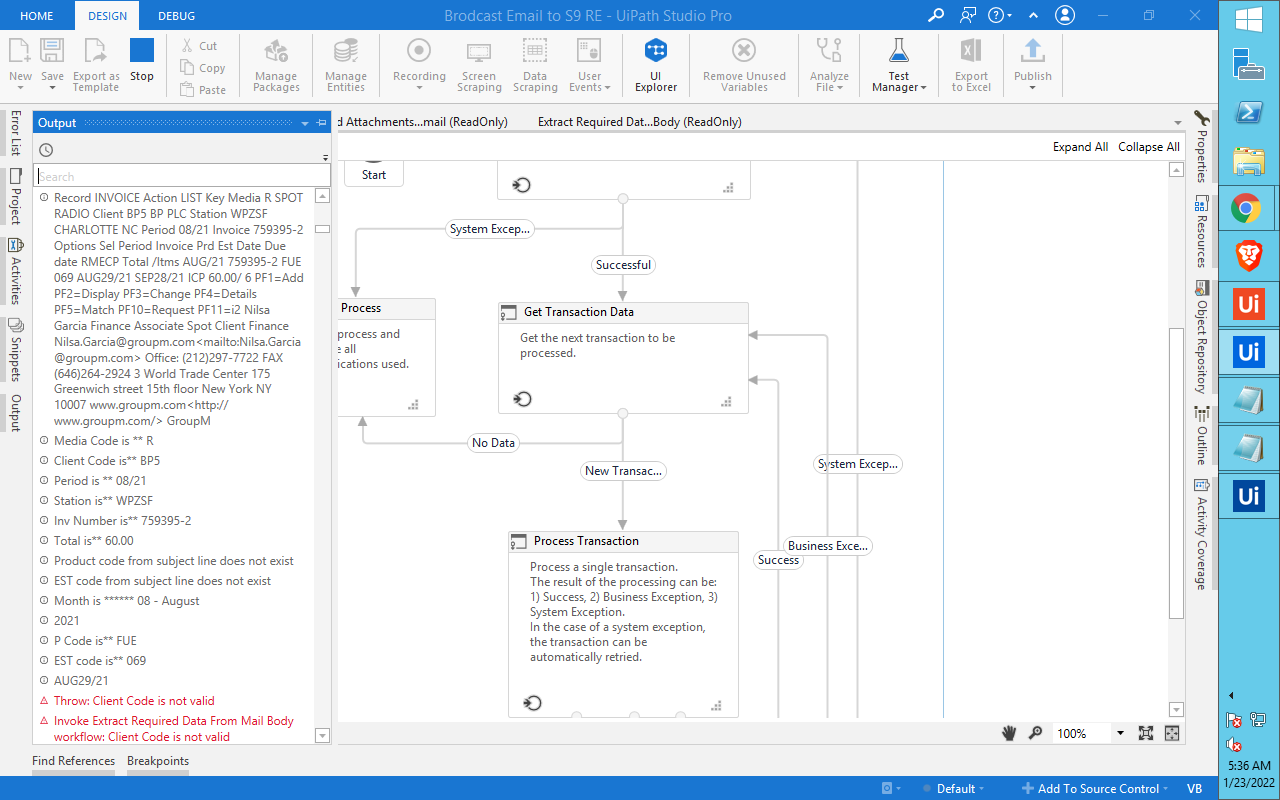 HOME
DESIGN
DEBUG
Brodcast Email to S9 RE - UiPath Studio Pro
New
Save
Export as
Template
Stop
Cut
Copy
Paste
Manage
Packages
Manage
Entities
Recording
Screen
Scraping
Data
Scraping
User
Events
UI
Explorer
Remove Unused
Variables
Analyze
File
Test
Manager
Export
to Excel
Publish
Error List
Project
Activities
Snippets
Output
Output
Search
Record INVOICE Action LIST Key Media R SPOT
RADIO Client BP5 BP PLC Station WPZSF
CHARLOTTE NC Period 08/21 Invoice 759395-2
Options Sel Period Invoice Prd Est Date Due
date RMECP Total /Itms AUG/21 759395-2 FUE
069 AUG29/21 SEP28/21 ICP 60.00/ 6 PF1=Add
PF2=Display PF3=Change PF4=Details
PF5=Match PF10=Request PF11=i2 Nilsa
Garcia Finance Associate Spot Client Finance
Nilsa.Garcia@groupm.com<mailto:Nilsa.Garcia
@groupm.com> Office: (212)297-7722 FAX
(646)264-2924 3 World Trade Center 175
Greenwich street 15th floor New York NY
10007 www.groupm.com<http://
www.groupm.com/> GroupM
Media Code is ** R
Client Code is** BP5
Period is ** 08/21
Station is** WPZSF
Inv Number is** 759395-2
Total is** 60.00
Product code from subject line does not exist
EST code from subject line does not exist
Month is ****** 08 - August
2021
P Code is** FUE
EST code is** 069
AUG29/21
Throw: Client Code is not valid
Invoke Extract Required Data From Mail Body
workflow: Client Code is not valid
Find References
Breakpoints
d Attachments...mail (ReadOnly)
Extract Required Dat...Body (ReadOnly)
Expand All
Collapse All
Start
System Excep...
Successful
Process
process and
e all
ications used.
Get Transaction Data
Get the next transaction to be
processed.
No Data
New Transac...
System Excep...
Business Exce...
Success
Process Transaction
Process a single transaction.
The result of the processing can be:
1) Success, 2) Business Exception, 3)
System Exception.
In the case of a system exception,
the transaction can be
automatically retried.
100%
Properties
Resources
Object Repository
Outline
Activity Coverage
Default
Add To Source Control
VB
Ui
Ui
Ui
5:36 AM
1/23/2022